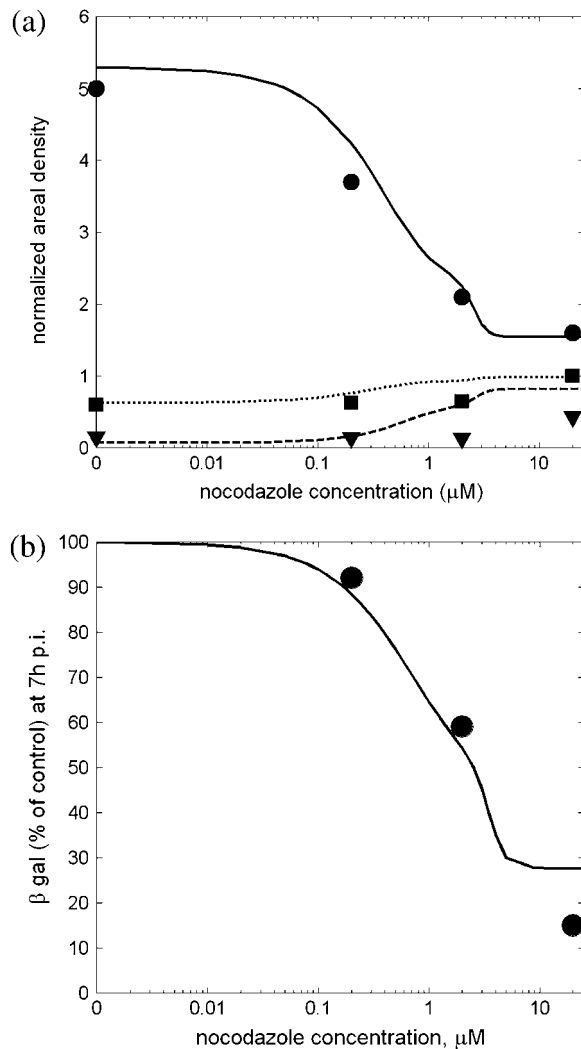 (a)
normalized areal density
6
5
4
3
2
1
0
0 0.01 0.1 1 10
nocodazole concentration (μM)
(b)
β gal (% of control) at 7h p.i.
100
90
80
70
60
50
40
30
20
10
0
0 0.01 0.1 1 10
nocodazole concentration, μM